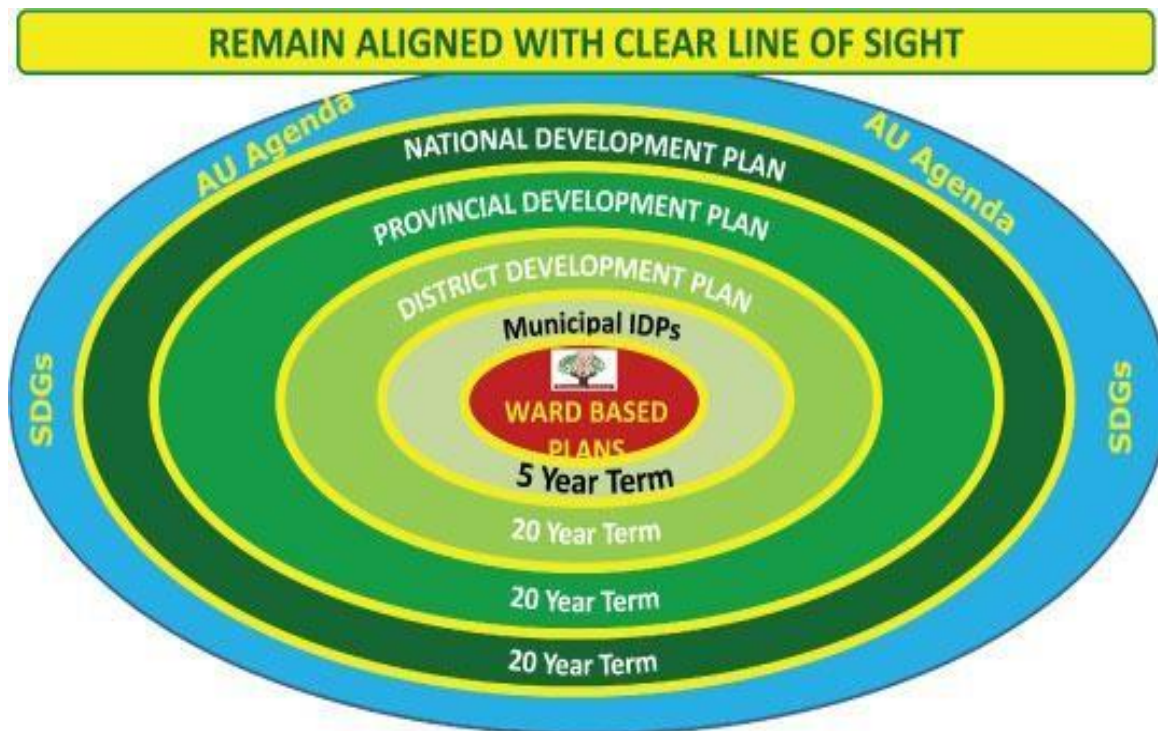 REMAIN ALIGNED WITH CLEAR LINE OF SIGHT
AU Agenda
AU Agenda
NATIONAL DEVELOPMENT PLAN
PROVINCIAL DEVELOPMENT PLAN
DISTRICT DEVELOPMENT PLAN
Municipal IDPs
SDGs
SDGs
WARD BASED
PLANS
5 Year Term
20 Year Term
20 Year Term
20 Year Term